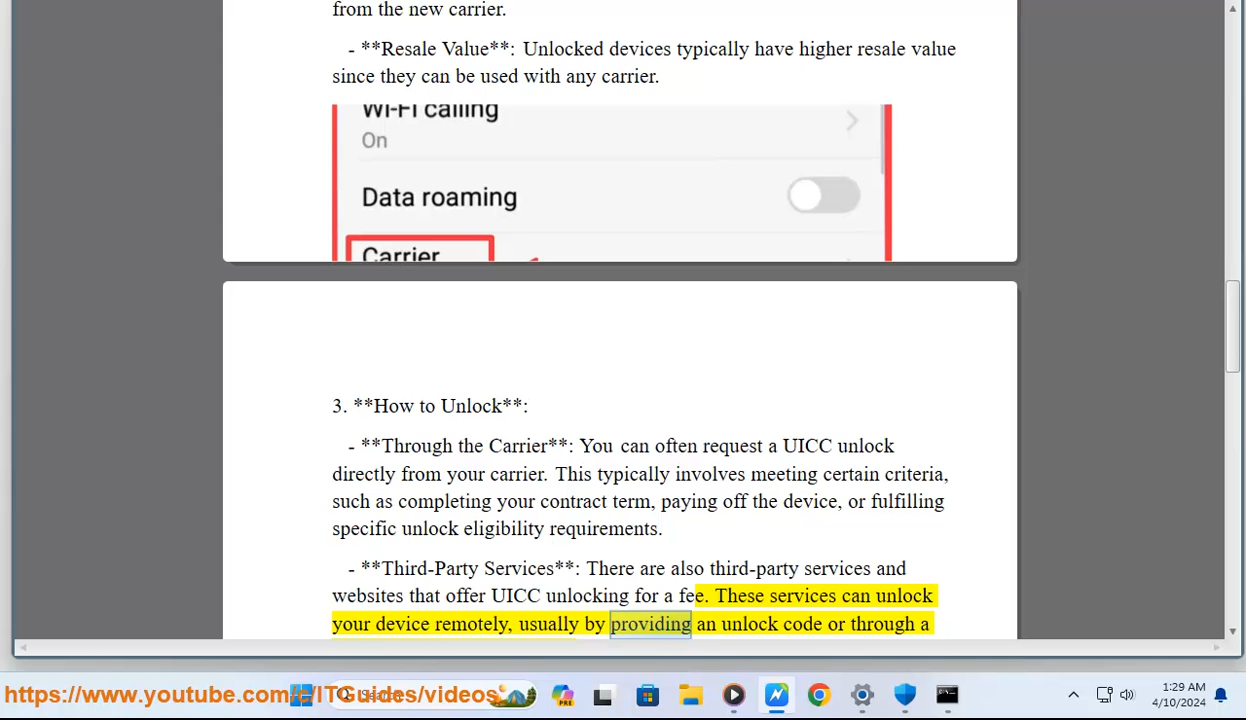 from the new carrier.
- **Resale Value**: Unlocked devices typically have higher resale value
since they can be used with any carrier.
Wi-Fi calling
On
Data roaming
Carrier
3. **How to Unlock**:
- **Through the Carrier**: You can often request a UICC unlock
directly from your carrier. This typically involves meeting certain criteria,
such as completing your contract term, paying off the device, or fulfilling
specific unlock eligibility requirements.
- **Third-Party Services**: There are also third-party services and
websites that offer UICC unlocking for a fee. These services can unlock
your device remotely, usually by providing an unlock code or through a
https://www.youtube.com/c/ITGuides/videos
Search
PRE
1:29 AM
4/10/2024